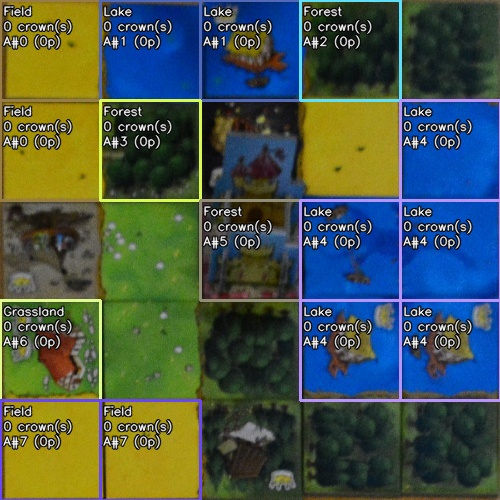 Field
0 crown(s)
A#0 (0p)
Lake
0 crown(s)
A#1 (0p)
Lake
0 crown(s)
A#1 (0p)
Forest
0 crown(s)
A#2 (0p)
Field
0 crown(s)
A#0 (0p)
Forest
0 crown(s)
A#3 (0p)
Lake
0 crown(s)
A#4 (0p)
Forest
0 crown(s)
A#5 (0p)
Lake
0 crown(s)
A#4 (0p)
Lake
0 crown(s)
A#4 (0p)
Grassland
0 crown(s)
A#6 (0p)
Lake
0 crown(s)
A#4 (0p)
Lake
0 crown(s)
A#4 (0p)
Field
0 crown(s)
A#7 (0p)
Field
0 crown(s)
A#7 (0p)